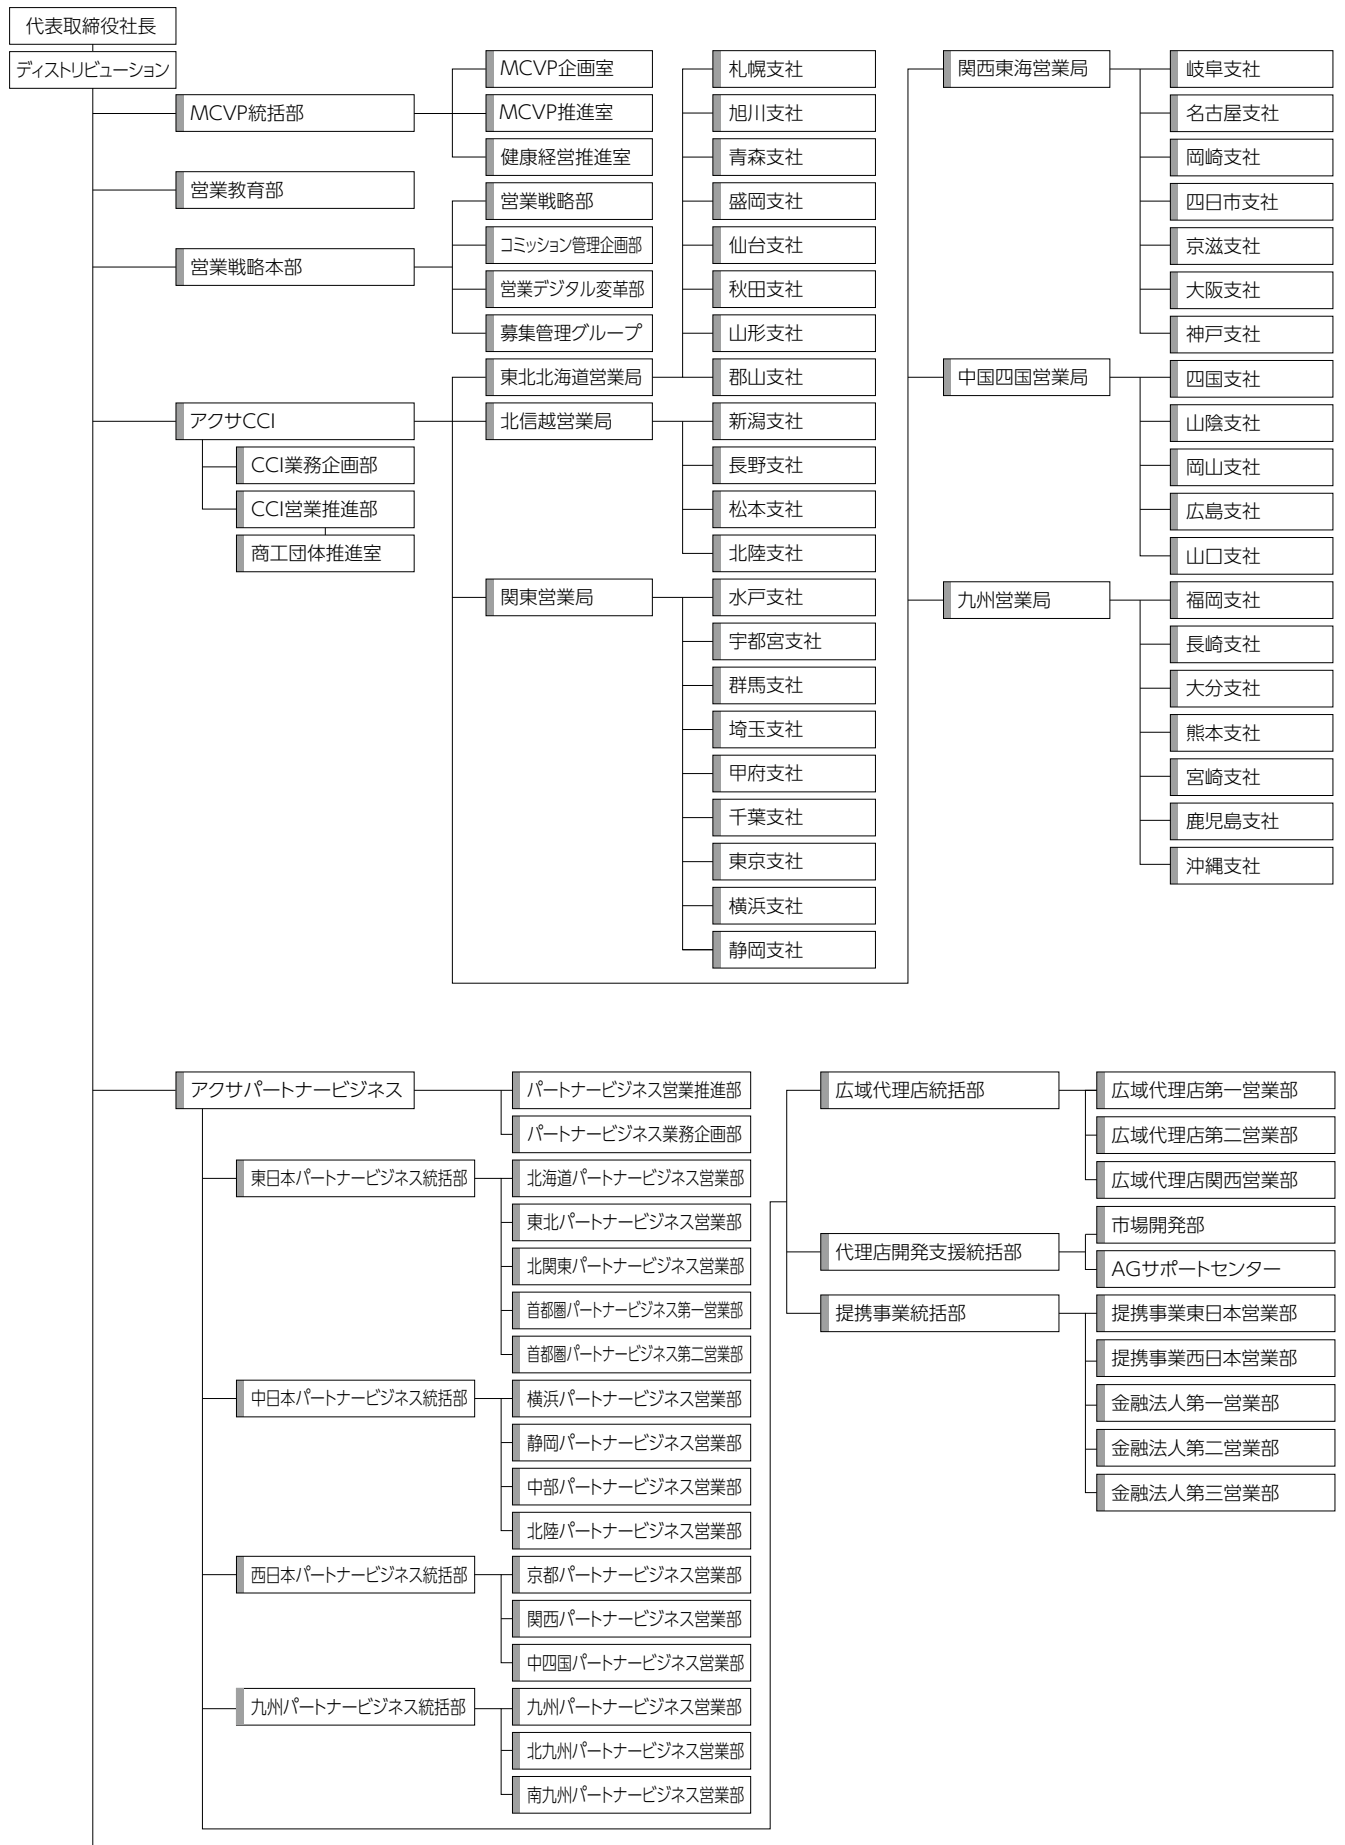 代表取締役社長
ディストリビューション
MCVP統括部
MCVP企画室
MCVP推進室
健康経営推進室
営業教育部
営業戦略本部
営業戦略部
コミッション管理企画部
営業デジタル変革部
募集管理グループ
アクサCCI
CCI業務企画部
CCI営業推進部
商工団体推進室
東北北海道営業局
札幌支社
旭川支社
青森支社
盛岡支社
仙台支社
秋田支社
山形支社
郡山支社
北信越営業局
新潟支社
長野支社
松本支社
北陸支社
関東営業局
水戸支社
宇都宮支社
群馬支社
埼玉支社
甲府支社
千葉支社
東京支社
横浜支社
静岡支社
関西東海営業局
岐阜支社
名古屋支社
岡崎支社
四日市支社
京滋支社
大阪支社
神戸支社
中国四国営業局
四国支社
山陰支社
岡山支社
広島支社
山口支社
九州営業局
福岡支社
長崎支社
大分支社
熊本支社
宮崎支社
鹿児島支社
沖縄支社
アクサパートナービジネス
パートナービジネス営業推進部
パートナービジネス業務企画部
東日本パートナービジネス統括部
北海道パートナービジネス営業部
東北パートナービジネス営業部
北関東パートナービジネス営業部
首都圏パートナービジネス第一営業部
首都圏パートナービジネス第二営業部
中日本パートナービジネス統括部
横浜パートナービジネス営業部
静岡パートナービジネス営業部
中部パートナービジネス営業部
北陸パートナービジネス営業部
西日本パートナービジネス統括部
京都パートナービジネス営業部
関西パートナービジネス営業部
中四国パートナービジネス営業部
九州パートナービジネス統括部
九州パートナービジネス営業部
北九州パートナービジネス営業部
南九州パートナービジネス営業部
広域代理店統括部
広域代理店第一営業部
広域代理店第二営業部
広域代理店関西営業部
代理店開発支援統括部
市場開発部
AGサポートセンター
提携事業統括部
提携事業東日本営業部
提携事業西日本営業部
金融法人第一営業部
金融法人第二営業部
金融法人第三営業部